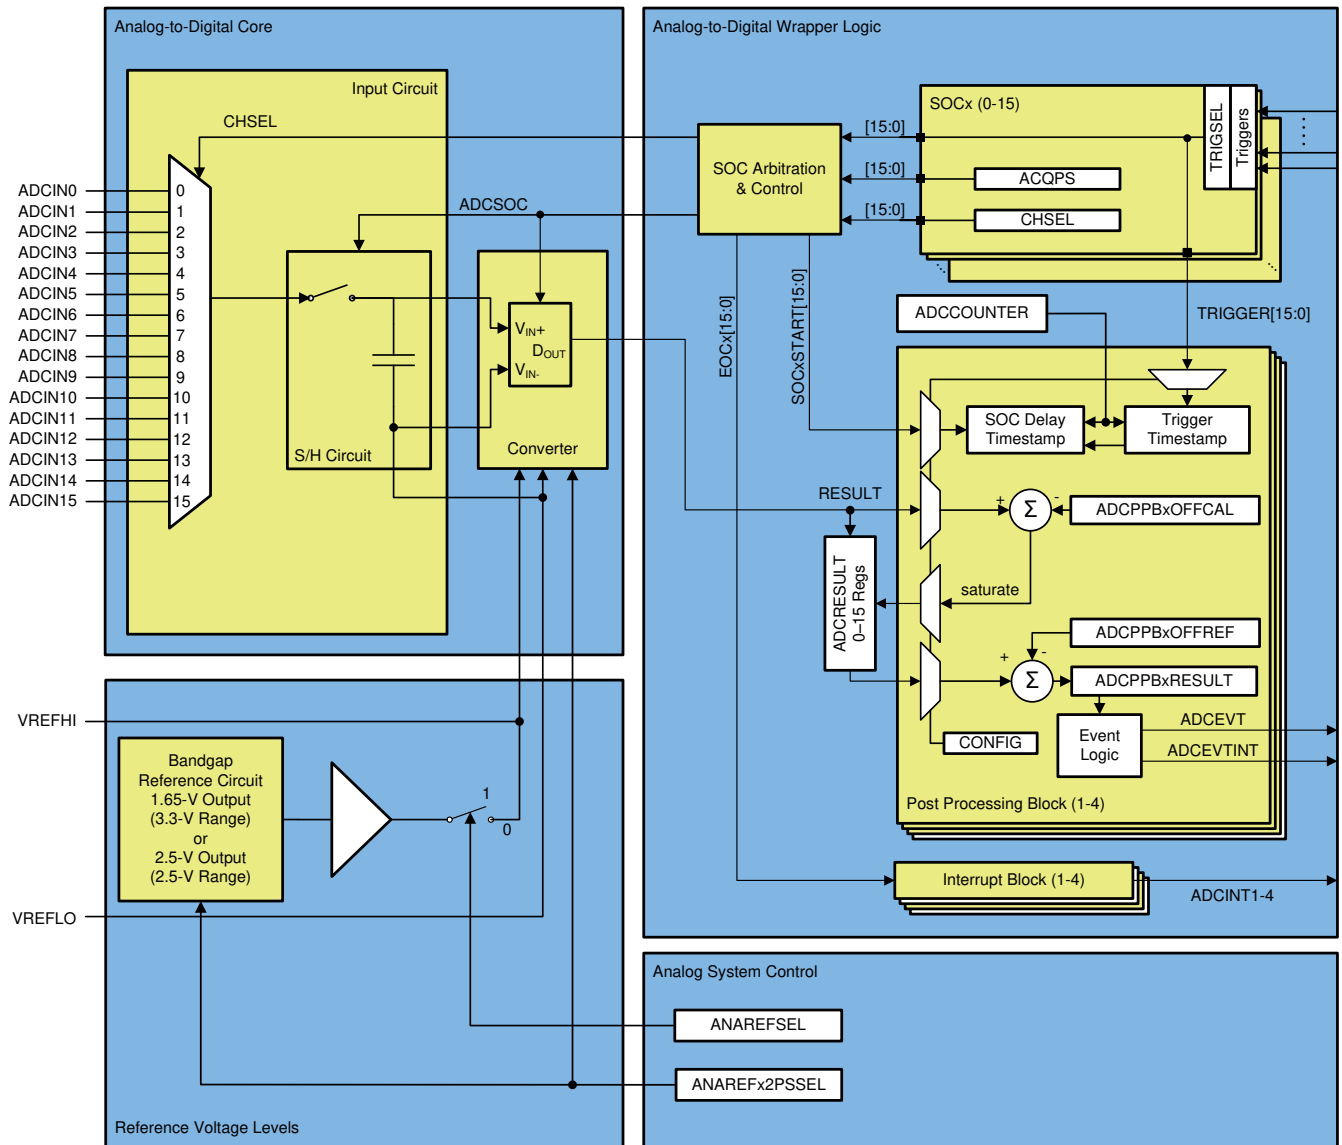 Analog-to-Digital Core
Input Circuit
CHSEL
ADCIN0
ADCIN1
ADCIN2
ADCIN3
ADCIN4
ADCIN5
ADCIN6
ADCIN7
ADCIN8
ADCIN9
ADCIN10
ADCIN11
ADCIN12
ADCIN13
ADCIN14
ADCIN15
0
1
2
3
4
5
6
7
8
9
10
11
12
13
14
15
ADCSOC
S/H Circuit
VIN+
DOUT
VIN-
Converter
Analog-to-Digital Wrapper Logic
SOC Arbitration
& Control
[15:0]
[15:0]
[15:0]
SOCx (0-15)
ACQPS
CHSEL
TRIGSEL
Triggers
EOCx[15:0]
SOCxSTART[15:0]
TRIGGER[15:0]
ADCCOUNTER
SOC Delay
Timestamp
Trigger
Timestamp
RESULT
+
Σ
-
ADCPPBxOFFCAL
ADCRESULT
0–15 Regs
saturate
ADCPPBxOFFREF
+
-
Σ
ADCPPBxRESULT
CONFIG
Event
Logic
ADCEVT
ADCEVTINT
Post Processing Block (1-4)
Interrupt Block (1-4)
ADCINT1-4
VREFHI
Bandgap
Reference Circuit
1.65-V Output
(3.3-V Range)
or
2.5-V Output
(2.5-V Range)
1
0
VREFLO
Reference Voltage Levels
Analog System Control
ANAREFSEL
ANAREFx2PSSEL